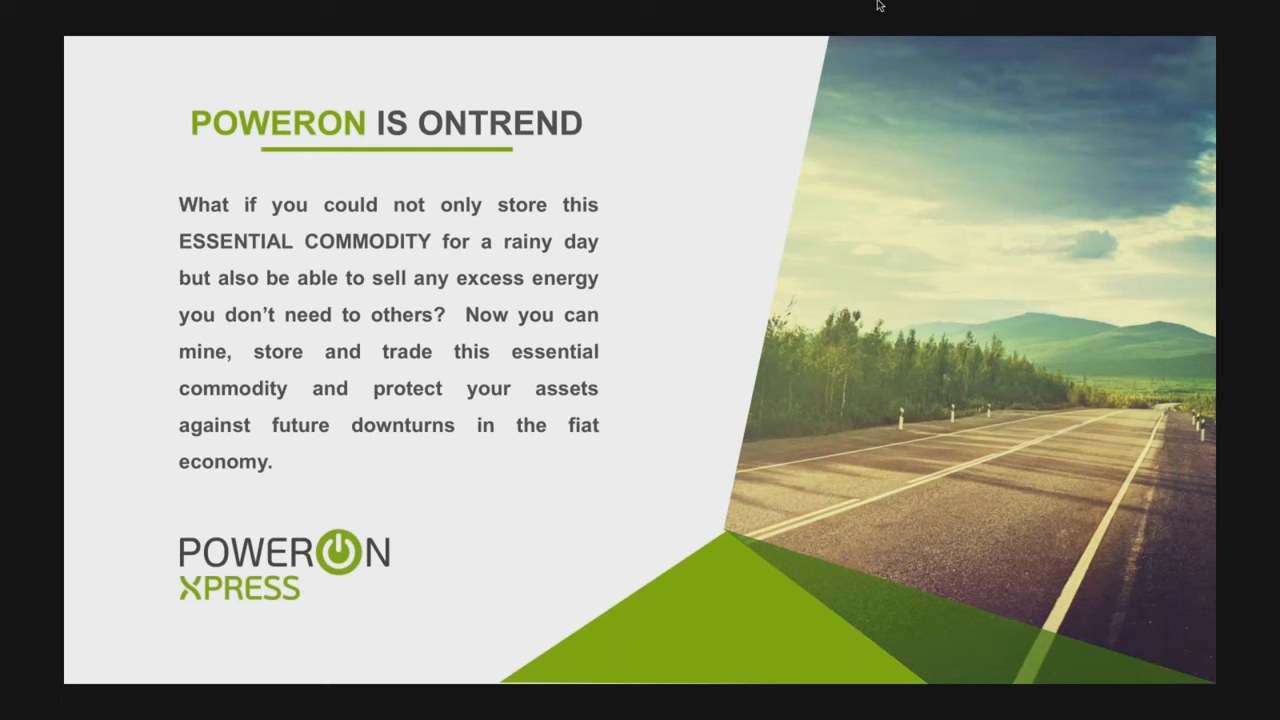 POWERON IS ONTREND
What if you could not only store this
ESSENTIAL COMMODITY for a rainy day
but also be able to sell any excess energy
you don’t need to others?  Now you can
mine, store and trade this essential
commodity and protect your assets
against future downturns in the fiat
economy.
POWERON
XPRESS